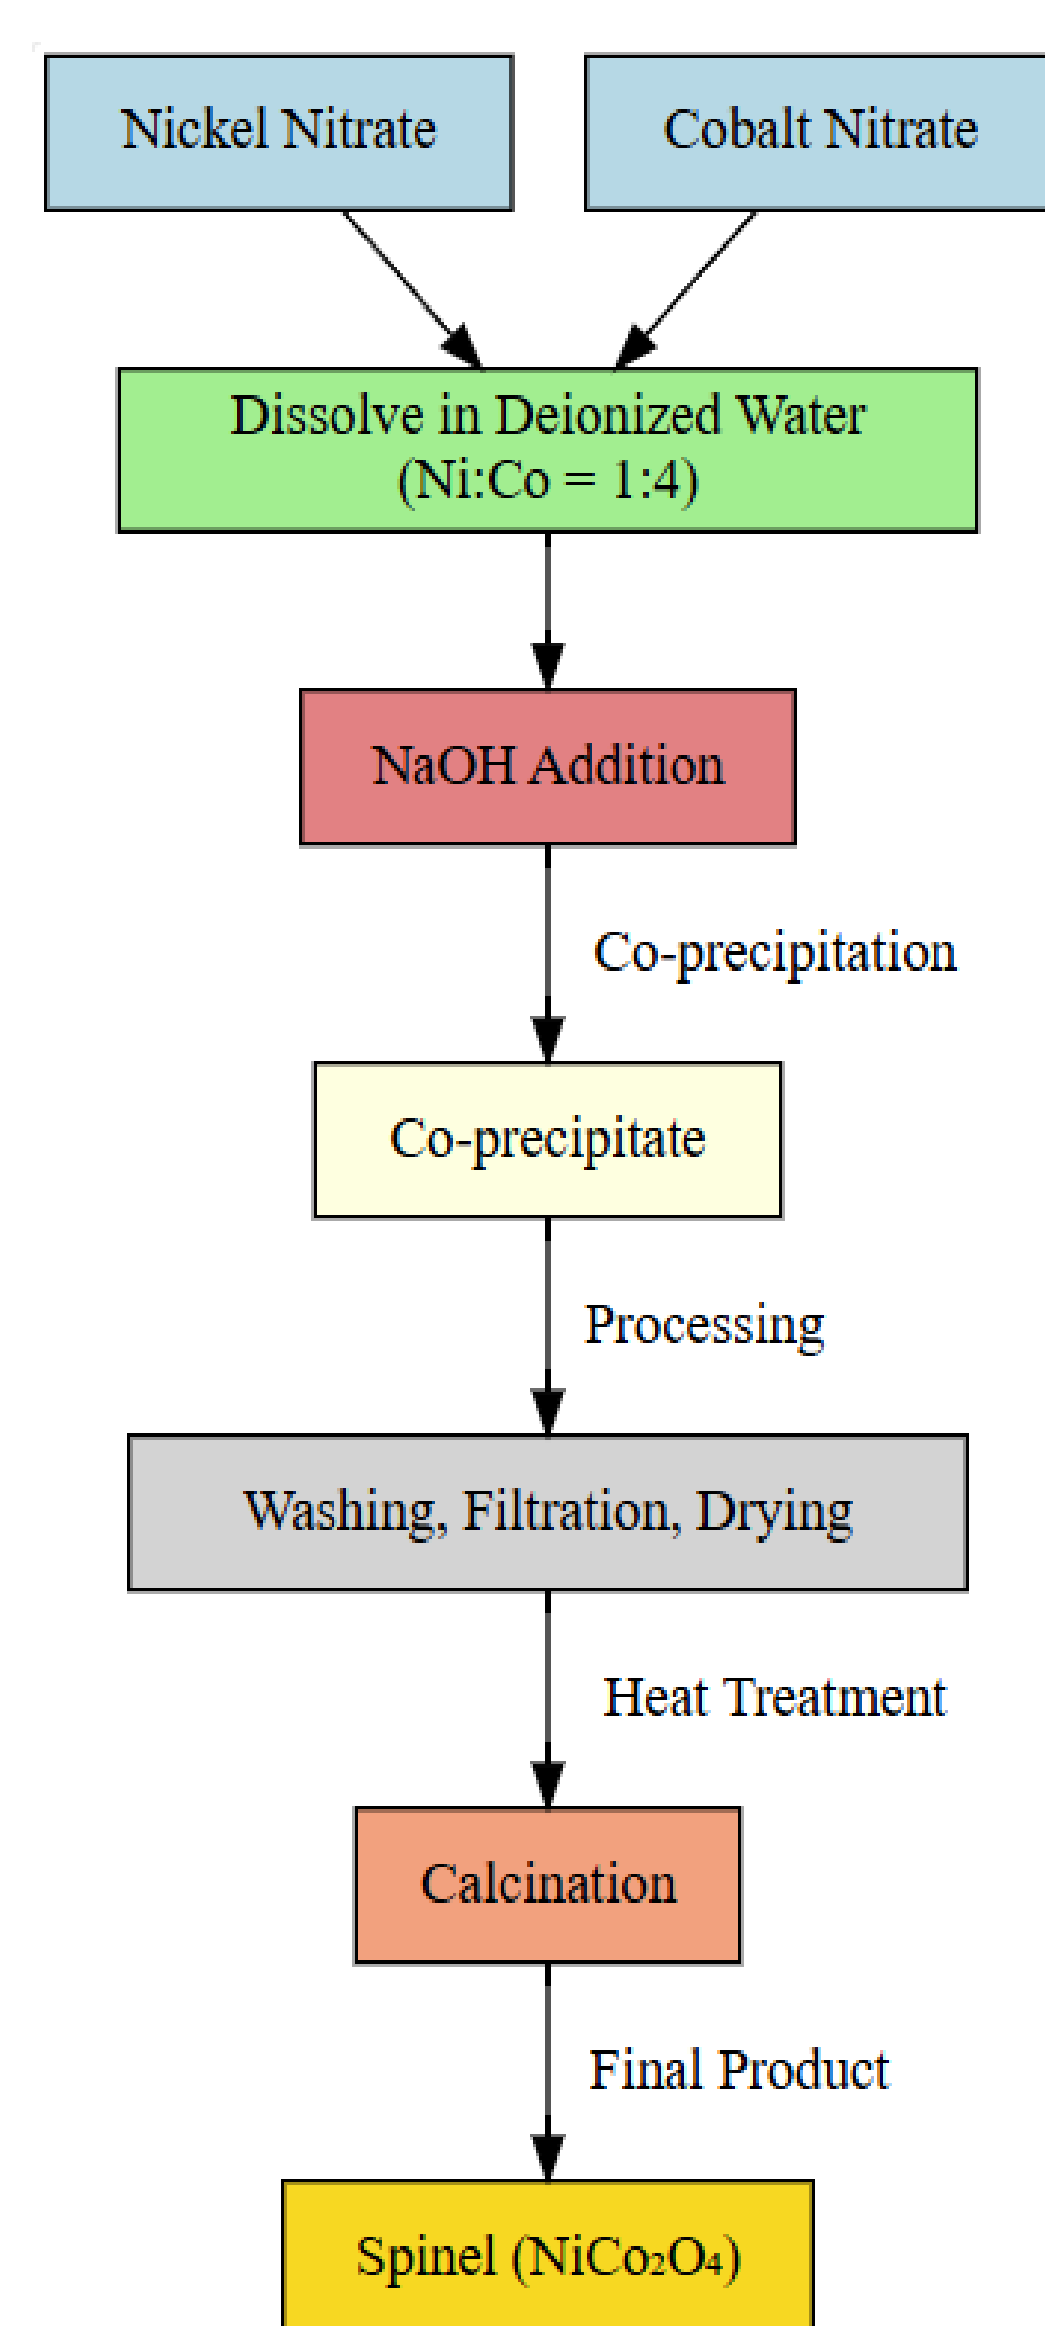 Nickel Nitrate
Cobalt Nitrate
Dissolve in Deionized Water
(Ni:Co = 1:4)
NaOH Addition
Co-precipitation
Co-precipitate
Processing
Washing, Filtration, Drying
Heat Treatment
Calcination
Final Product
Spinel (NiCo₂O₄)